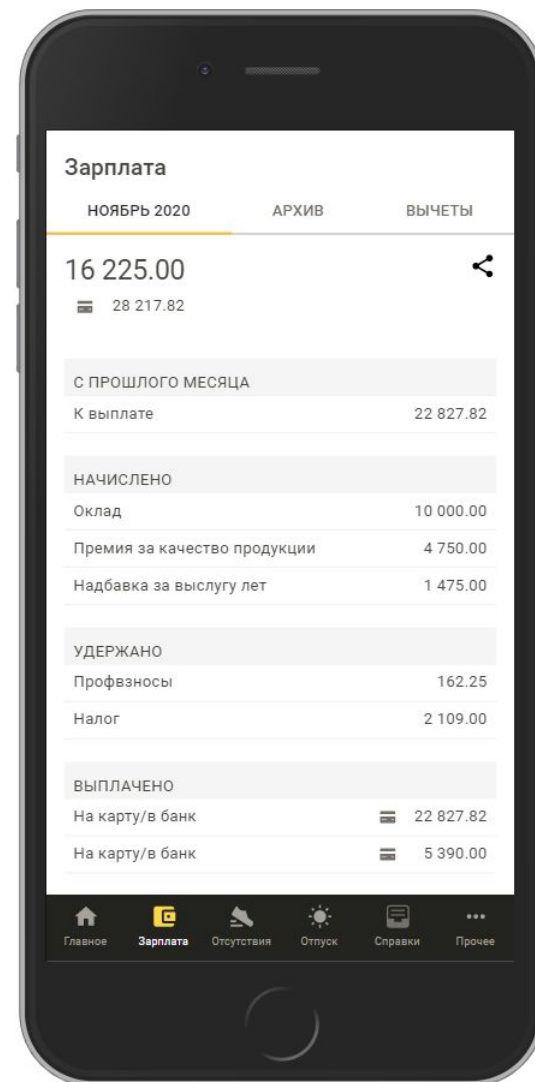 Зарплата
НОЯБРЬ 2020 АРХИВ ВЫЧЕТЫ
16 225.00
28 217.82
С ПРОШЛОГО МЕСЯЦА
К выплате 22 827.82
НАЧИСЛЕНО
Оклад 10 000.00
Премия за качество продукции 4 750.00
Надбавка за выслугу лет 1 475.00
УДЕРЖАНО
Профвзносы 162.25
Налог 2 109.00
ВЫПЛАЧЕНО
На карту/в банк 22 827.82
На карту/в банк 5 390.00
Главное Зарплата Отсутствия Отпуск Справки Прочее